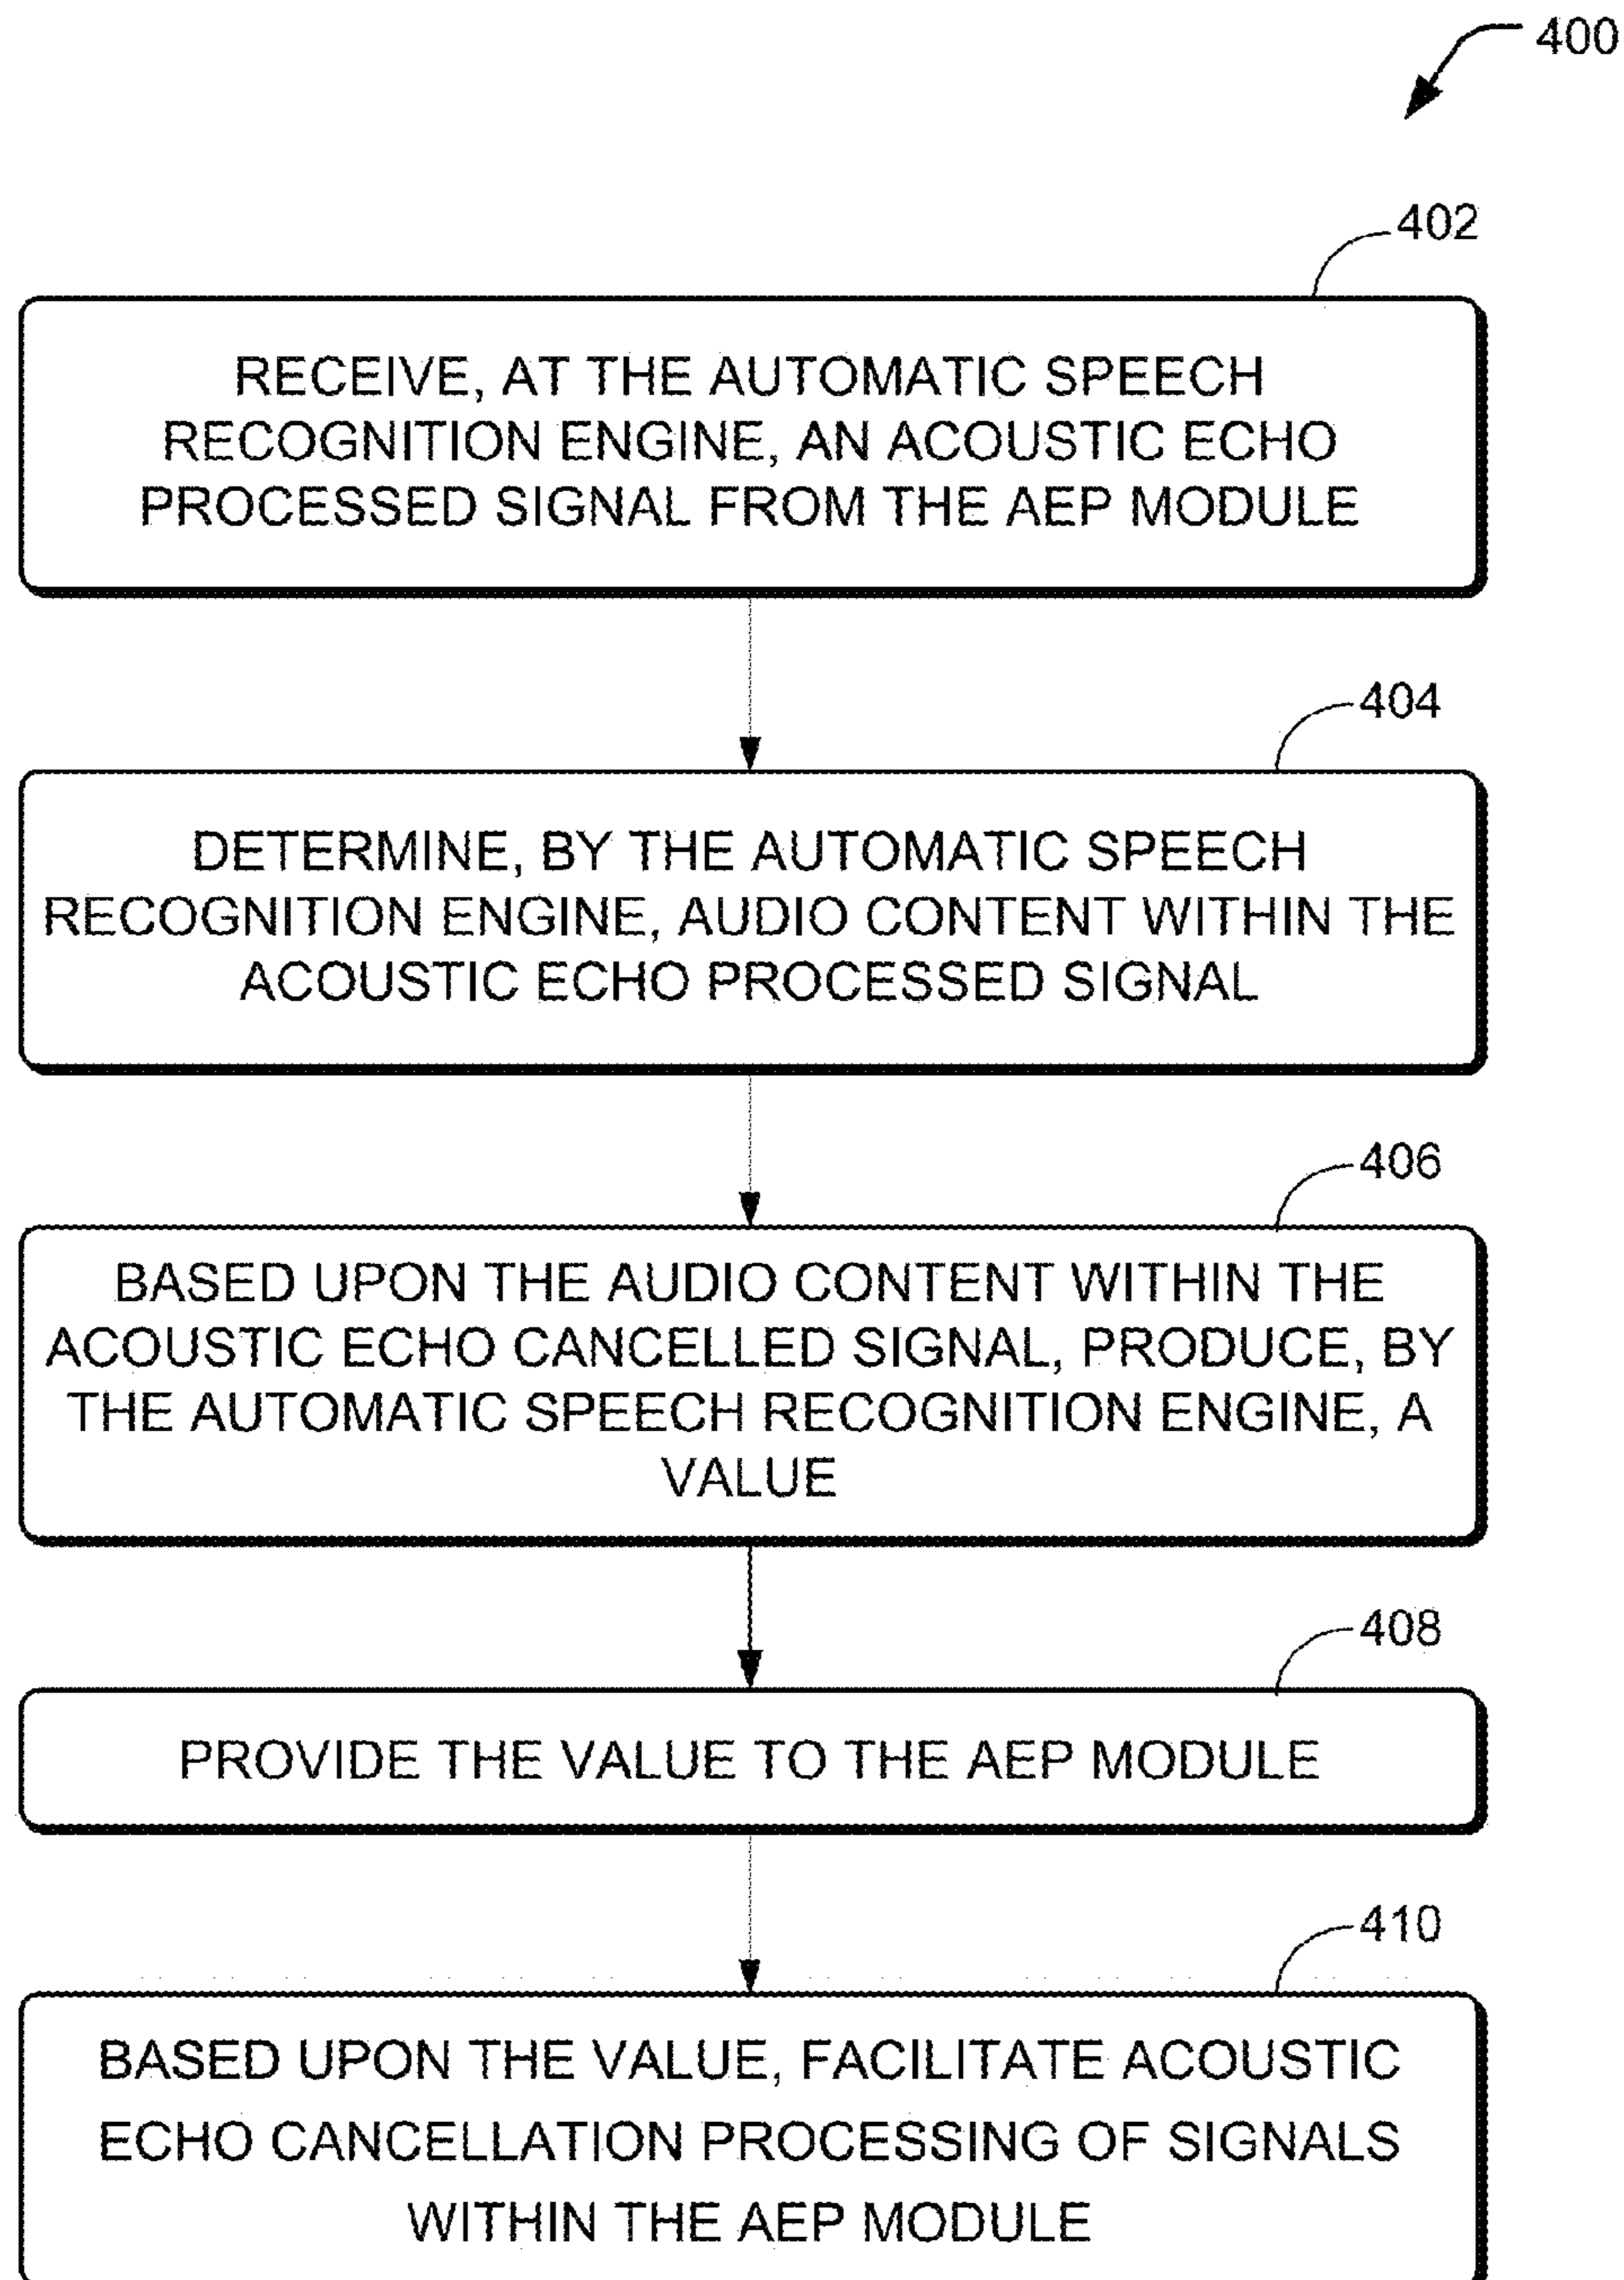 400
402
RECEIVE, AT THE AUTOMATIC SPEECH
RECOGNITION ENGINE, AN ACOUSTIC ECHO
PROCESSED SIGNAL FROM THE AEP MODULE
404
DETERMINE, BY THE AUTOMATIC SPEECH
RECOGNITION ENGINE, AUDIO CONTENT WITHIN THE
ACOUSTIC ECHO PROCESSED SIGNAL
406
BASED UPON THE AUDIO CONTENT WITHIN THE
ACOUSTIC ECHO CANCELLED SIGNAL, PRODUCE, BY
THE AUTOMATIC SPEECH RECOGNITION ENGINE, A
VALUE
408
PROVIDE THE VALUE TO THE AEP MODULE
410
BASED UPON THE VALUE, FACILITATE ACOUSTIC
ECHO CANCELLATION PROCESSING OF SIGNALS
WITHIN THE AEP MODULE